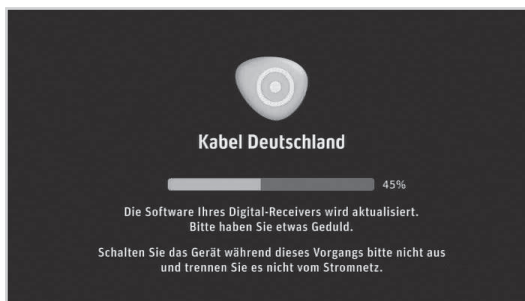 Kabel Deutschland
45%
Die Software Ihres Digital-Receivers wird aktualisiert.
Bitte haben Sie etwas Geduld.
Schalten Sie das Gerät während dieses Vorgangs bitte nicht aus
und trennen Sie es nicht vom Stromnetz.